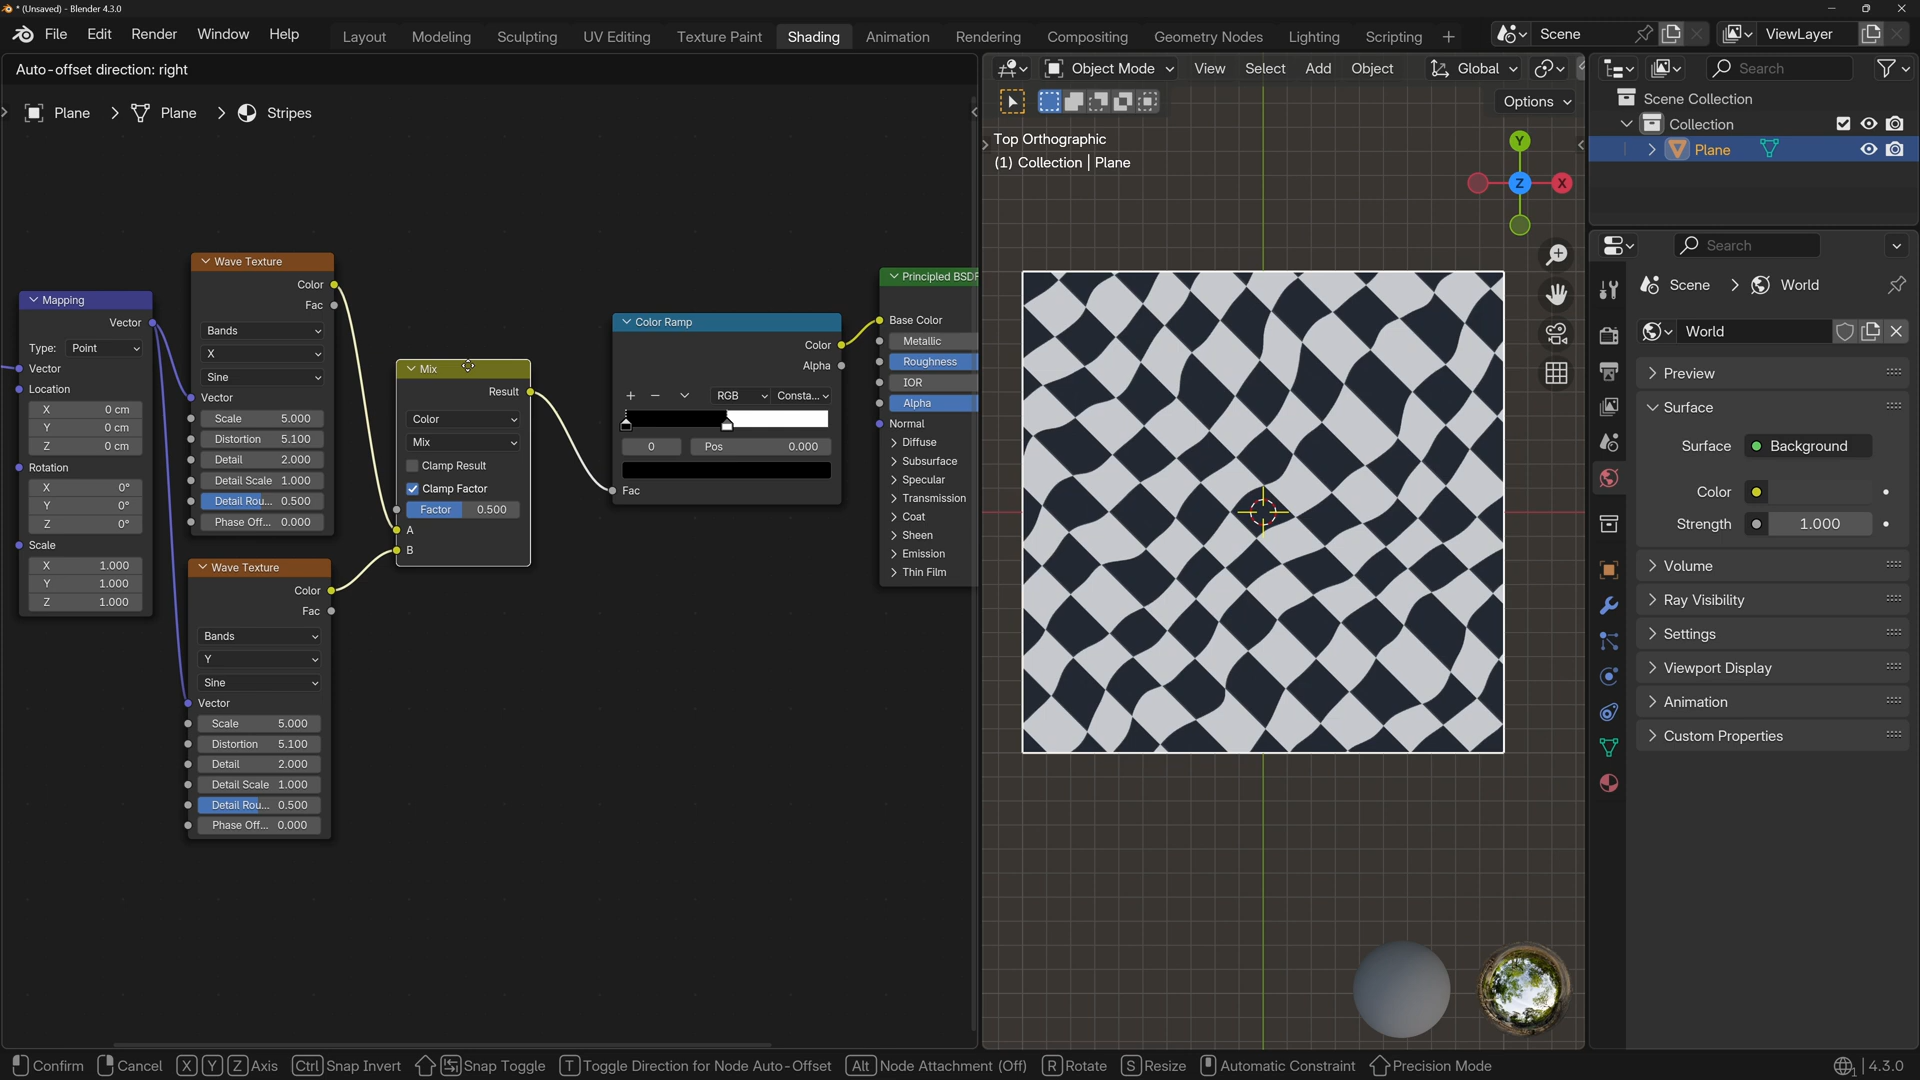 * (Unsaved) - Blender 4.3.0
File Edit Render Window Help
Layout Modeling Sculpting UV Editing Texture Paint Shading Animation Rendering Compositing Geometry Nodes Lighting Scripting +
Scene
ViewLayer
Auto-offset direction: right
Object Mode View Select Add Object
Global
Search
Options
Plane > Plane > Stripes
Top Orthographic
(1) Collection | Plane
Y
Z
X
Scene Collection
Collection
Plane
Search
Scene > World
World
Preview
Surface
Surface Background
Color
Strength 1.000
Volume
Ray Visibility
Settings
Viewport Display
Animation
Custom Properties
Mapping
Vector
Type: Point
Vector
Location
X 0 cm
Y 0 cm
Z 0 cm
Rotation
X 0°
Y 0°
Z 0°
Scale
X 1.000
Y 1.000
Z 1.000
Wave Texture
Color
Fac
Bands
X
Sine
Vector
Scale 5.000
Distortion 5.100
Detail 2.000
Detail Scale 1.000
Detail Rou... 0.500
Phase Off... 0.000
Wave Texture
Color
Fac
Bands
Y
Sine
Vector
Scale 5.000
Distortion 5.100
Detail 2.000
Detail Scale 1.000
Detail Rou... 0.500
Phase Off... 0.000
Mix
Result
Color
Mix
Clamp Result
Clamp Factor
Factor 0.500
A
B
Color Ramp
Color
Alpha
+ − RGB Consta...
0 Pos 0.000
Fac
Principled BSDF
Base Color
Metallic
Roughness
IOR
Alpha
Normal
Diffuse
Subsurface
Specular
Transmission
Coat
Sheen
Emission
Thin Film
Confirm Cancel X Y Z Axis Ctrl Snap Invert Snap Toggle T Toggle Direction for Node Auto-Offset Alt Node Attachment (Off) R Rotate S Resize Automatic Constraint Precision Mode
4.3.0